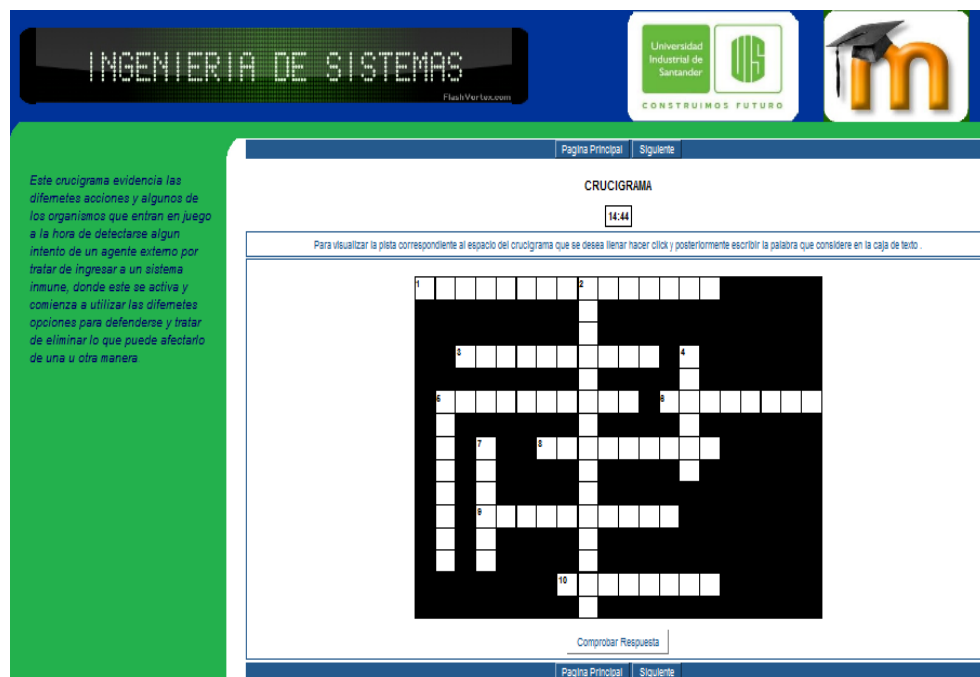 INGENIERIA DE SISTEMAS
FlashVortex.com
Universidad
Industrial de
Santander
UIS
CONSTRUIMOS FUTURO
m
Pagina Principal Siguiente
Este crucigrama evidencia las
difernetes acciones y algunos de
los organismos que entran en juego
a la hora de detectarse algun
intento de un agente externo por
tratar de ingresar a un sistema
inmune, donde este se activa y
comienza a utilizar las difernetes
opciones para defenderse y tratar
de eliminar lo que puede afectarlo
de una u otra manera
CRUCIGRAMA
14:44
Para visualizar la pista correspondiente al espacio del crucigrama que se desea llenar hacer click y posteriormente escribir la palabra que considere en la caja de texto .
1 2
3 4
5 6
7 8
9
10
Comprobar Respuesta
Pagina Principal Siguiente